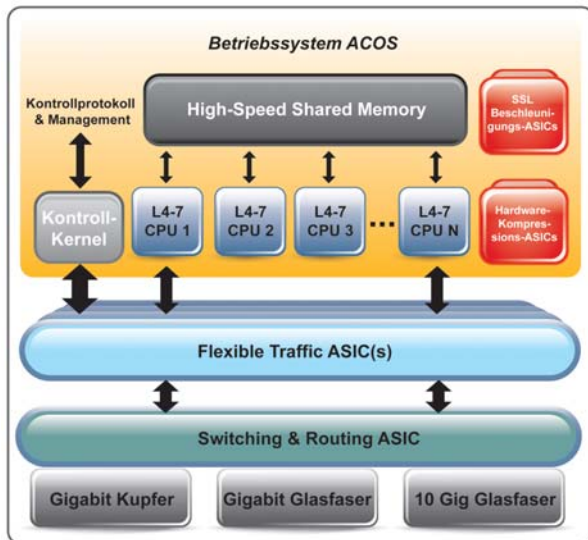 Betriebssystem ACOS
Kontrollprotokoll
& Management
High-Speed Shared Memory
SSL
Beschleuni-
gungs-ASICs
Kontroll-
Kernel
L4-7
CPU 1
L4-7
CPU 2
L4-7
CPU 3
...
L4-7
CPU N
Hardware-
Kompres-
sions-ASICs
Flexible Traffic ASIC(s)
Switching & Routing ASIC
Gigabit Kupfer
Gigabit Glasfaser
10 Gig Glasfaser